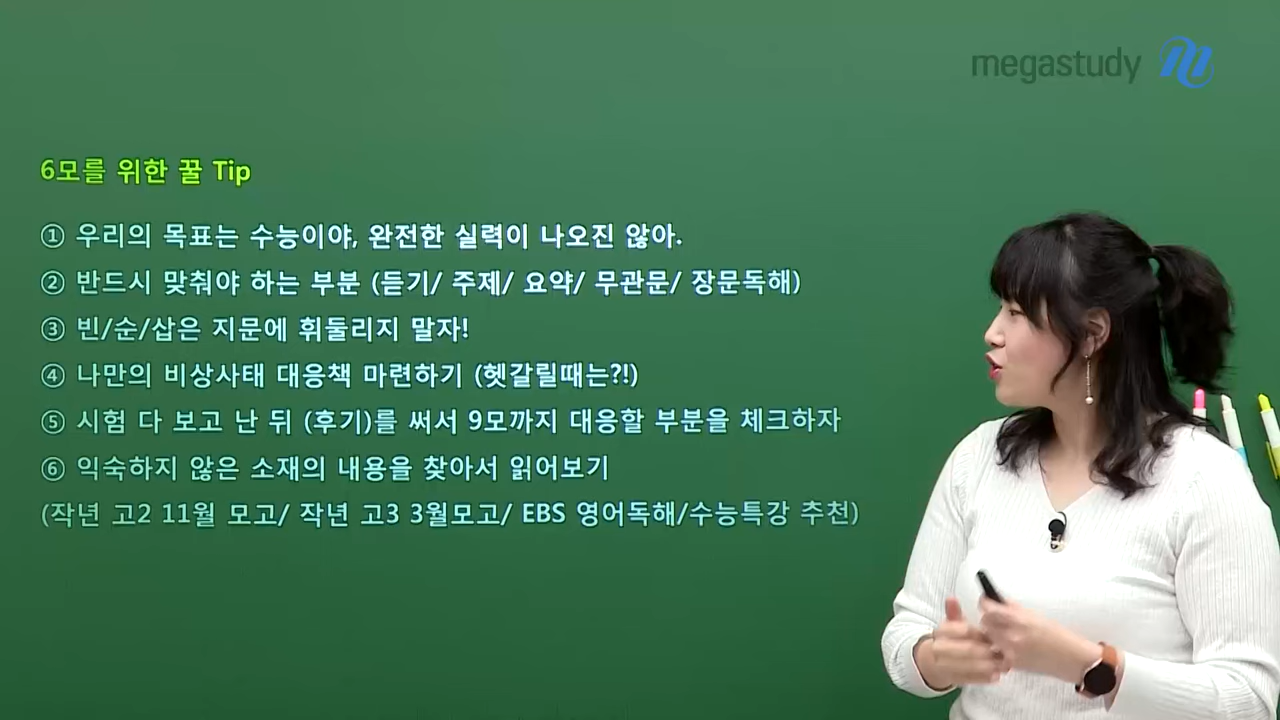 megastudy
6모를 위한 꿀 Tip
① 우리의 목표는 수능이야, 완전한 실력이 나오진 않아.
② 반드시 맞춰야 하는 부분 (듣기/ 주제/ 요약/ 무관문/ 장문독해)
③ 빈/순/삽은 지문에 휘둘리지 말자!
④ 나만의 비상사태 대응책 마련하기 (헷갈릴때는?!)
⑤ 시험 다 보고 난 뒤 (후기)를 써서 9모까지 대응할 부분을 체크하자
⑥ 익숙하지 않은 소재의 내용을 찾아서 읽어보기
(작년 고2 11월 모고/ 작년 고3 3월모고/ EBS 영어독해/수능특강 추천)